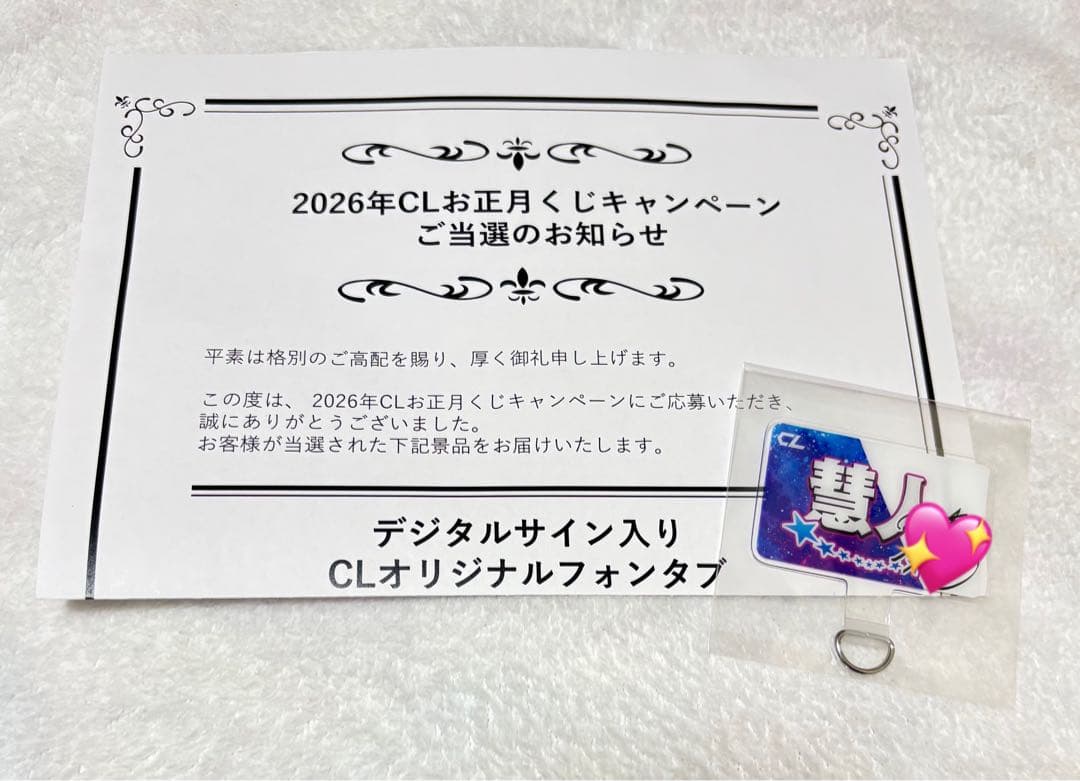 2026年CLお正月くじキャンペーン
ご当選のお知らせ
平素は格別のご高配を賜り、厚く御礼申し上げます。
この度は、 2026年CLお正月くじキャンペーンにご応募いただき、
誠にありがとうございました。
お客様が当選された下記景品をお届けいたします。
デジタルサイン入り
CLオリジナルフォンタブ
CL
慧人